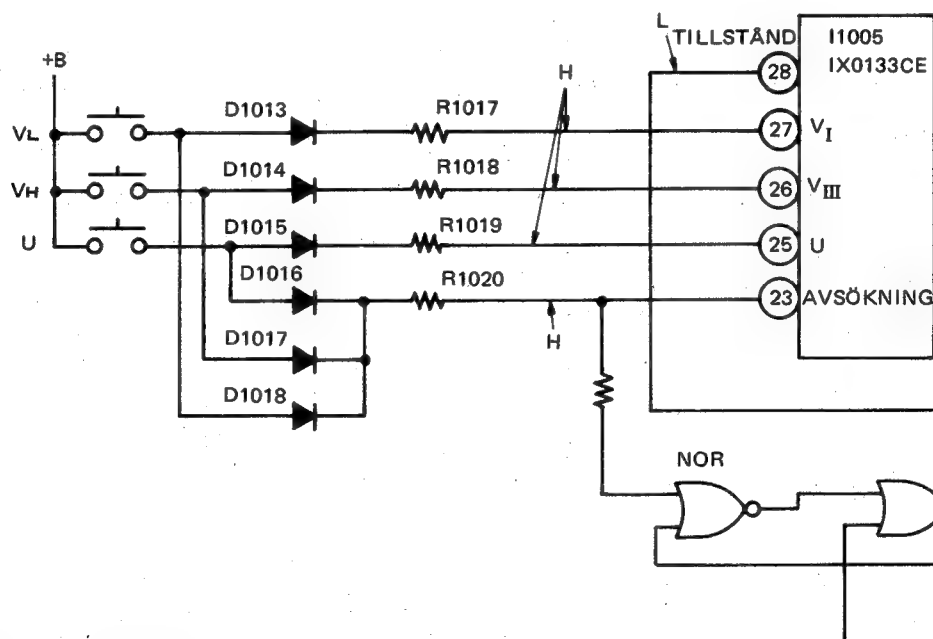 L
TILLSTÅND
I1005
IX0133CE
+B
28
H
D1013
R1017
VL
27
VI
D1014
R1018
VH
26
VIII
D1015
R1019
U
25
U
D1016
R1020
23
AVSÖKNING
H
D1017
D1018
NOR